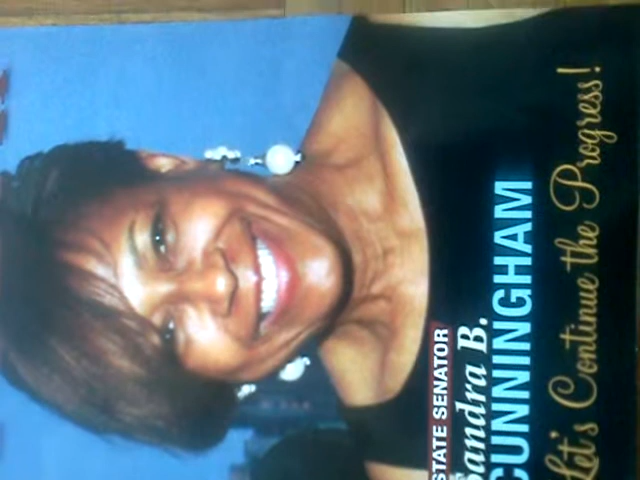 STATE SENATOR
Sandra B.
CUNNINGHAM
Let's Continue the Progress!